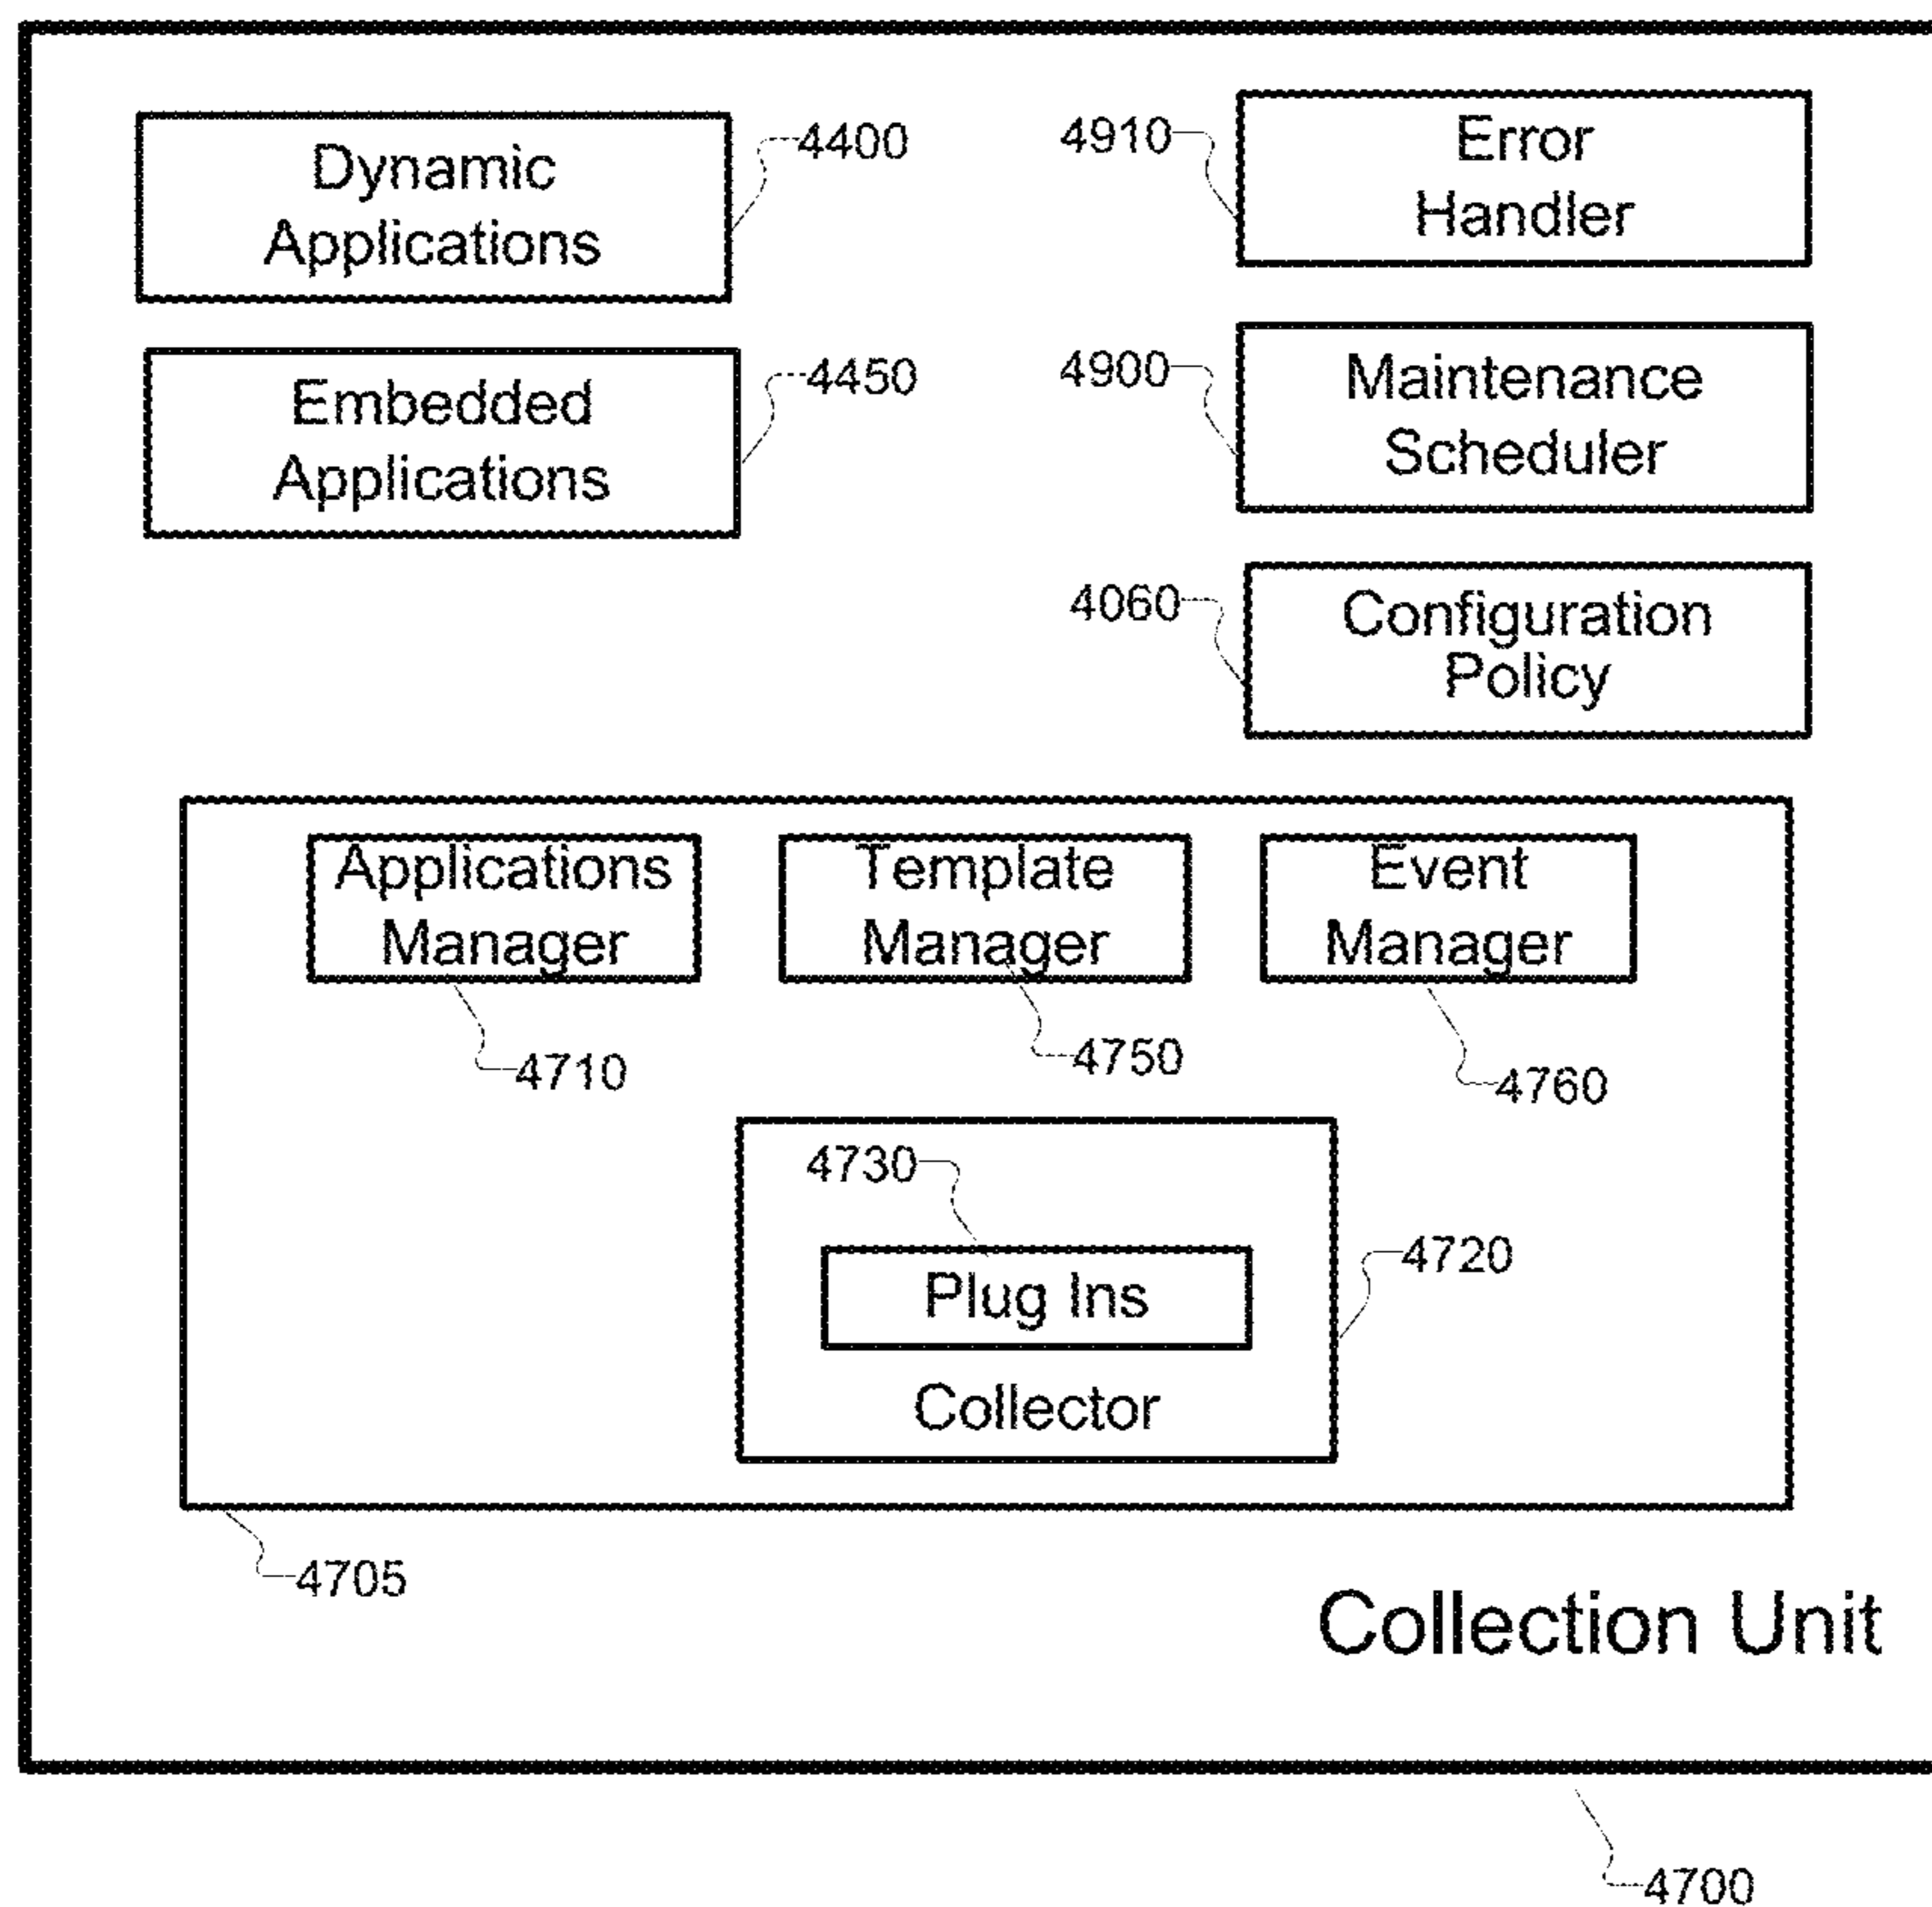 Dynamic
Applications
4400
4910
Error
Handler
Embedded
Applications
4450
4900
Maintenance
Scheduler
4060
Configuration
Policy
Applications
Manager
4710
Template
Manager
4750
Event
Manager
4760
4730
Plug Ins
Collector
4720
4705
Collection Unit
4700